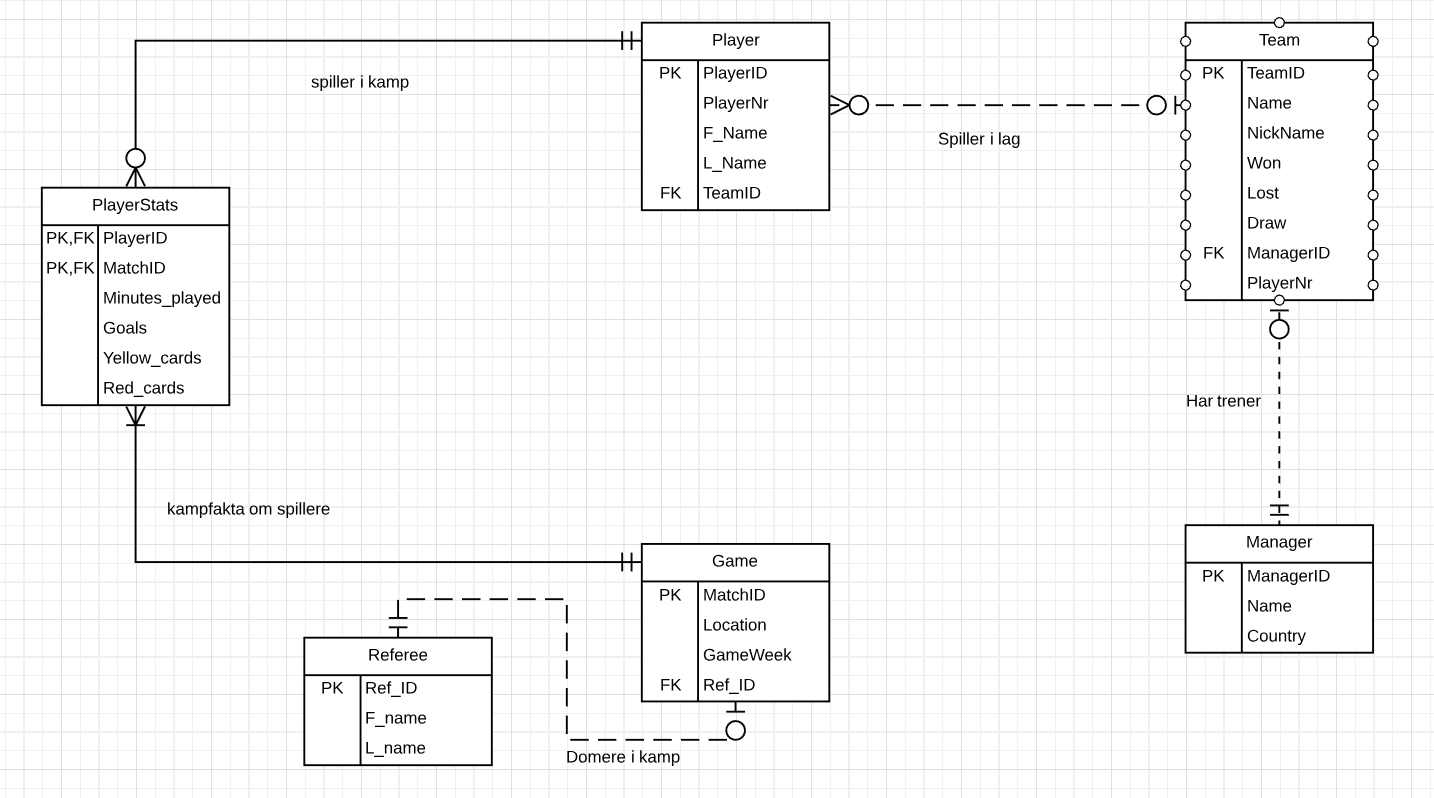 Player
PK PlayerID
PlayerNr
F_Name
L_Name
FK TeamID
Team
PK TeamID
Name
NickName
Won
Lost
Draw
FK ManagerID
PlayerNr
spiller i kamp
Spiller i lag
PlayerStats
PK,FK PlayerID
PK,FK MatchID
Minutes_played
Goals
Yellow_cards
Red_cards
Har trener
kampfakta om spillere
Game
PK MatchID
Location
GameWeek
FK Ref_ID
Manager
PK ManagerID
Name
Country
Referee
PK Ref_ID
F_name
L_name
Domere i kamp